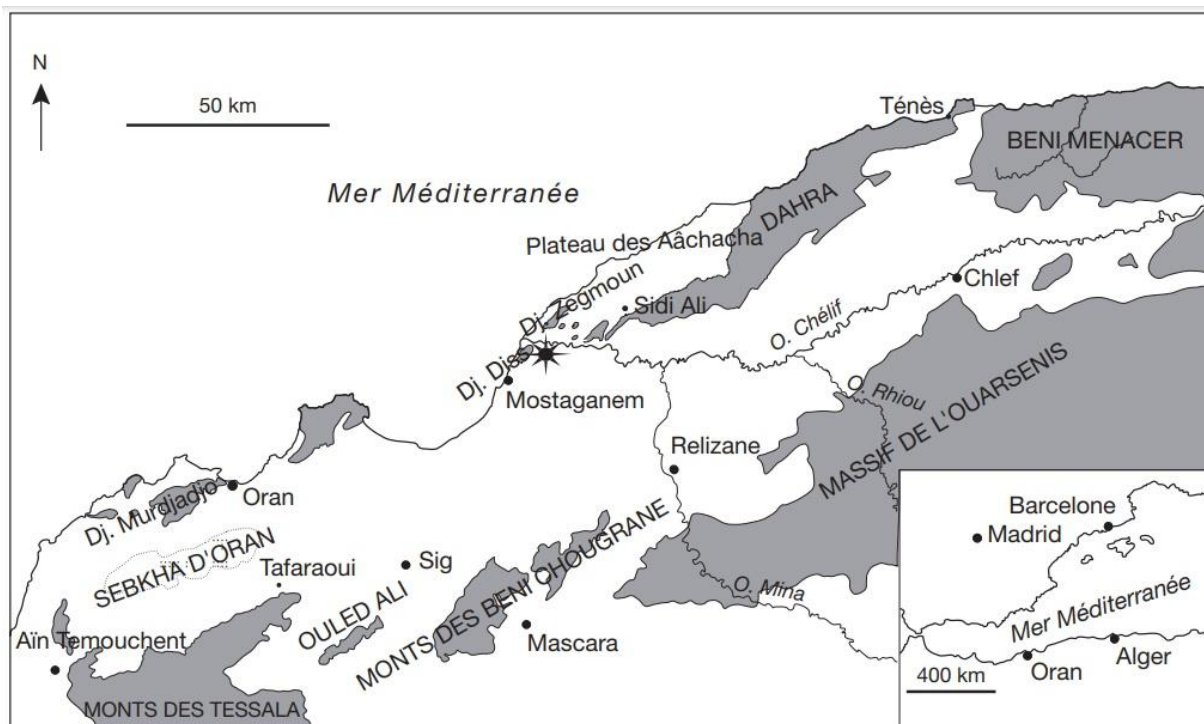 N
50 km
Ténès
BENI MENACER
Mer Méditerranée
DAHRA
Plateau des Aâchacha
Dj. Zegmoun
Sidi Ali
Chlef
O. Chélif
Dj. Diss
Mostaganem
O. Rhiou
MASSIF DE L'OUARSENIS
Relizane
Dj. Murdjadjo
Oran
SEBKHA D'ORAN
Tafaraoui
Sig
OULED ALI
MONTS DES BENI CHOUGRANE
O. Mina
Mascara
Aïn Temouchent
MONTS DES TESSALA
Barcelone
Madrid
Mer Méditerranée
Alger
Oran
400 km